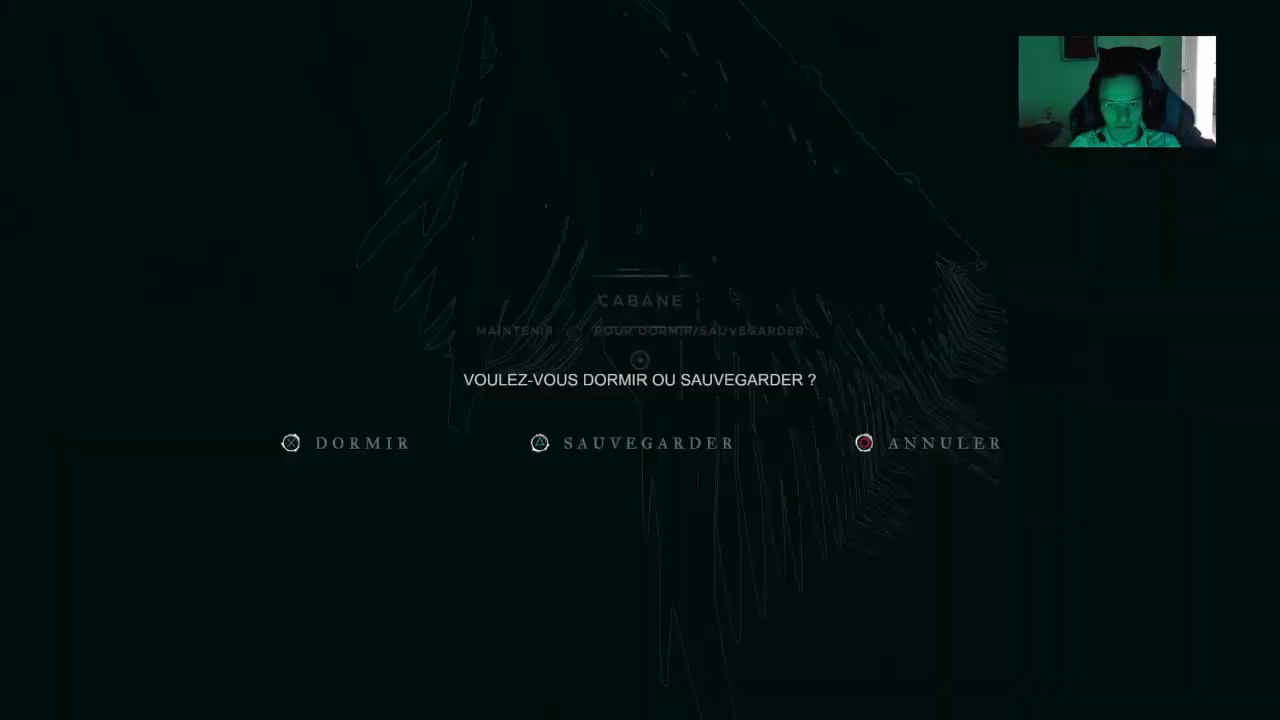 CABANE
MAINTENIR POUR DORMIR/SAUVEGARDER
VOULEZ-VOUS DORMIR OU SAUVEGARDER ?
DORMIR SAUVEGARDER ANNULER